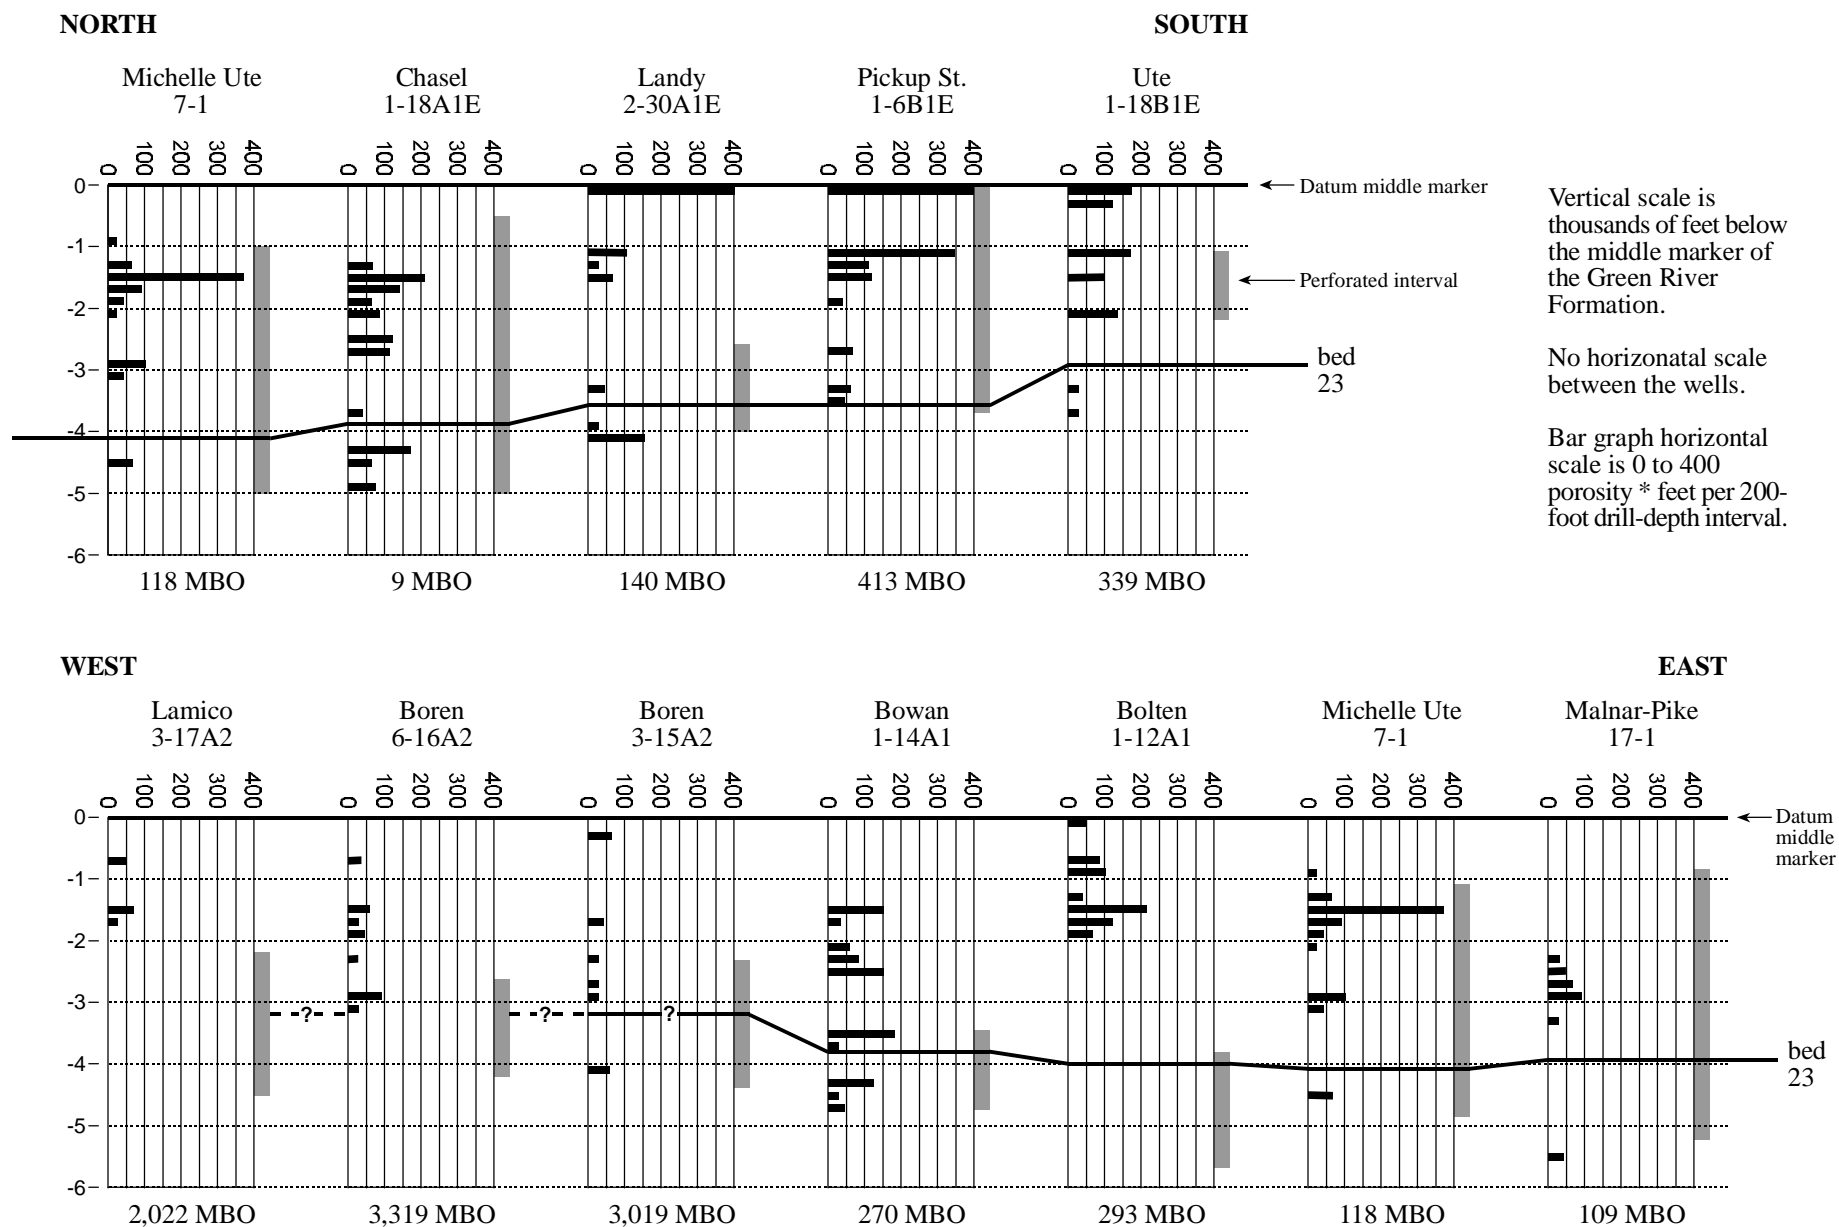 NORTH
SOUTH
Michelle Ute
7-1
Chasel
1-18A1E
Landy
2-30A1E
Pickup St.
1-6B1E
Ute
1-18B1E
0 100 200 300 400
0 100 200 300 400
0 100 200 300 400
0 100 200 300 400
0 100 200 300 400
0
-1
-2
-3
-4
-5
-6
Datum middle marker
Perforated interval
bed
23
Vertical scale is
thousands of feet below
the middle marker of
the Green River
Formation.
No horizonatal scale
between the wells.
Bar graph horizontal
scale is 0 to 400
porosity * feet per 200-
foot drill-depth interval.
118 MBO
9 MBO
140 MBO
413 MBO
339 MBO
WEST
EAST
Lamico
3-17A2
Boren
6-16A2
Boren
3-15A2
Bowan
1-14A1
Bolten
1-12A1
Michelle Ute
7-1
Malnar-Pike
17-1
0 100 200 300 400
0 100 200 300 400
0 100 200 300 400
0 100 200 300 400
0 100 200 300 400
0 100 200 300 400
0 100 200 300 400
0
-1
-2
-3
-4
-5
-6
Datum
middle
marker
? ? ?
bed
23
2,022 MBO
3,319 MBO
3,019 MBO
270 MBO
293 MBO
118 MBO
109 MBO